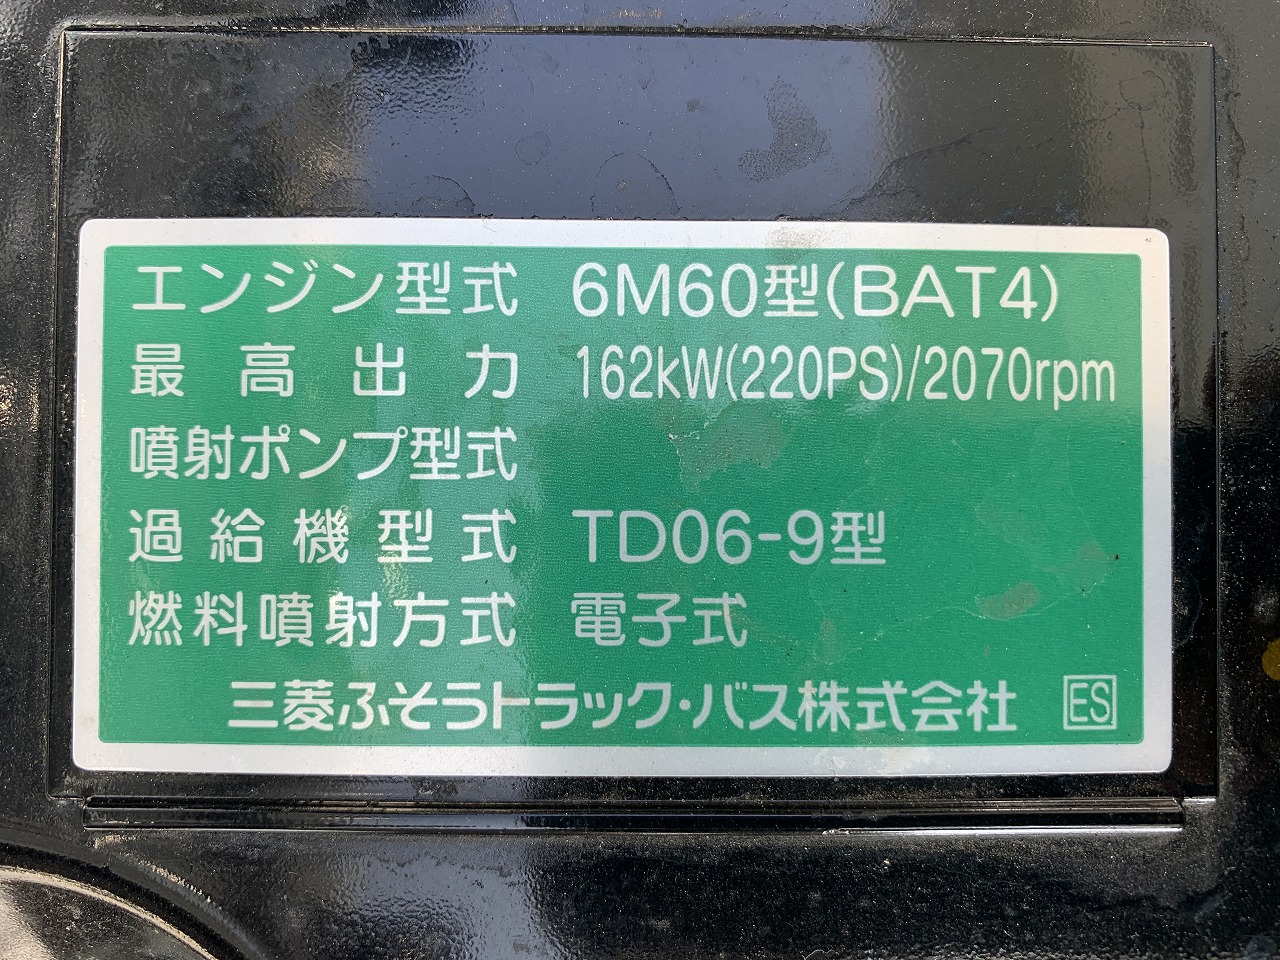 エンジン型式 6M60型(BAT4)
最高出力 162kW(220PS)/2070rpm
噴射ポンプ型式
過給機型式 TD06-9型
燃料噴射方式 電子式
三菱ふそうトラック・バス株式会社 ES